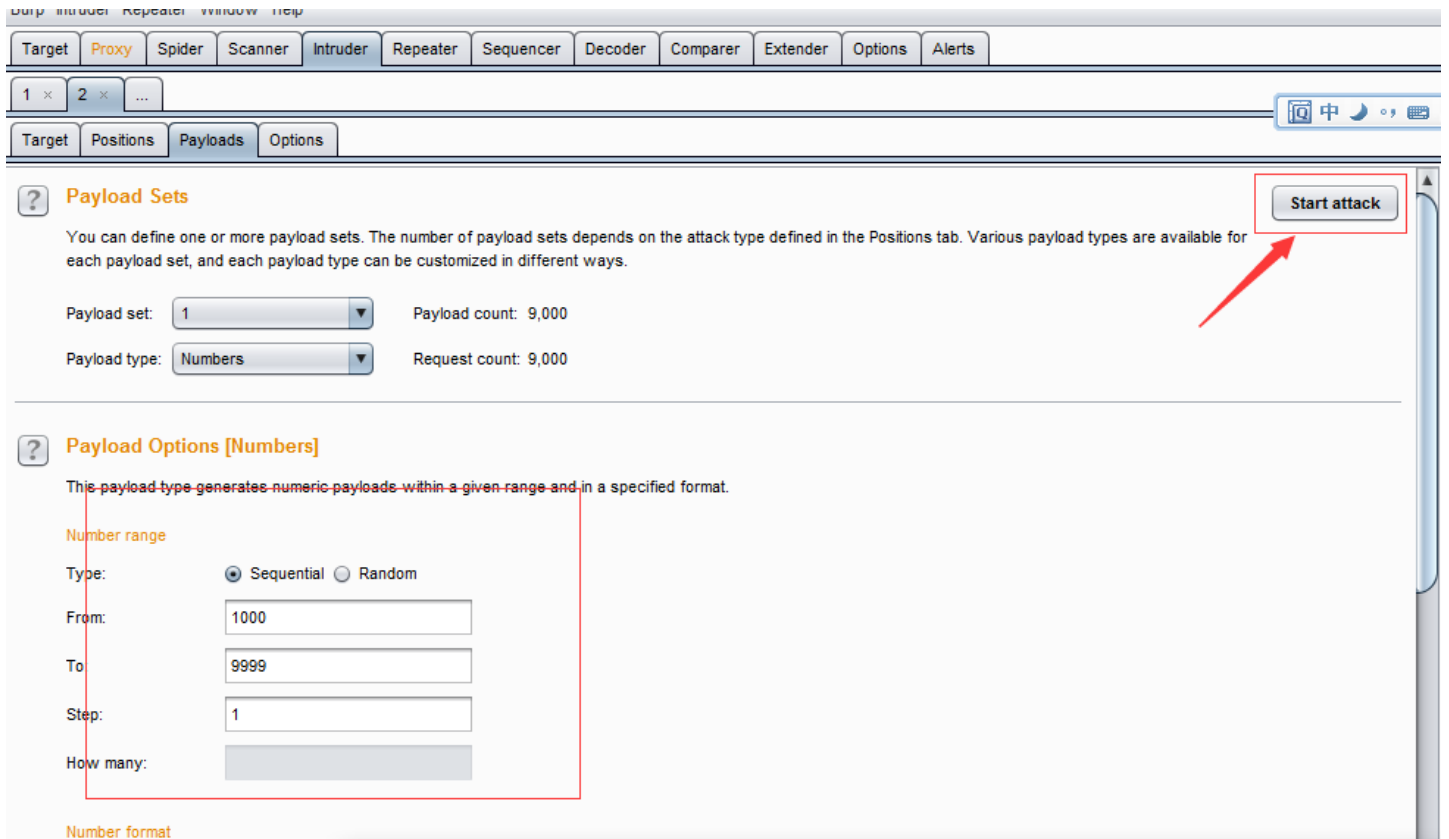 Burp Intruder Repeater Window Help
Target Proxy Spider Scanner Intruder Repeater Sequencer Decoder Comparer Extender Options Alerts
1 × 2 × ...
中
Target Positions Payloads Options
? Payload Sets
Start attack
You can define one or more payload sets. The number of payload sets depends on the attack type defined in the Positions tab. Various payload types are available for
each payload set, and each payload type can be customized in different ways.
Payload set: 1 Payload count: 9,000
Payload type: Numbers Request count: 9,000
? Payload Options [Numbers]
This payload type generates numeric payloads within a given range and in a specified format.
Number range
Type: Sequential Random
From: 1000
To 9999
Step: 1
How many:
Number format